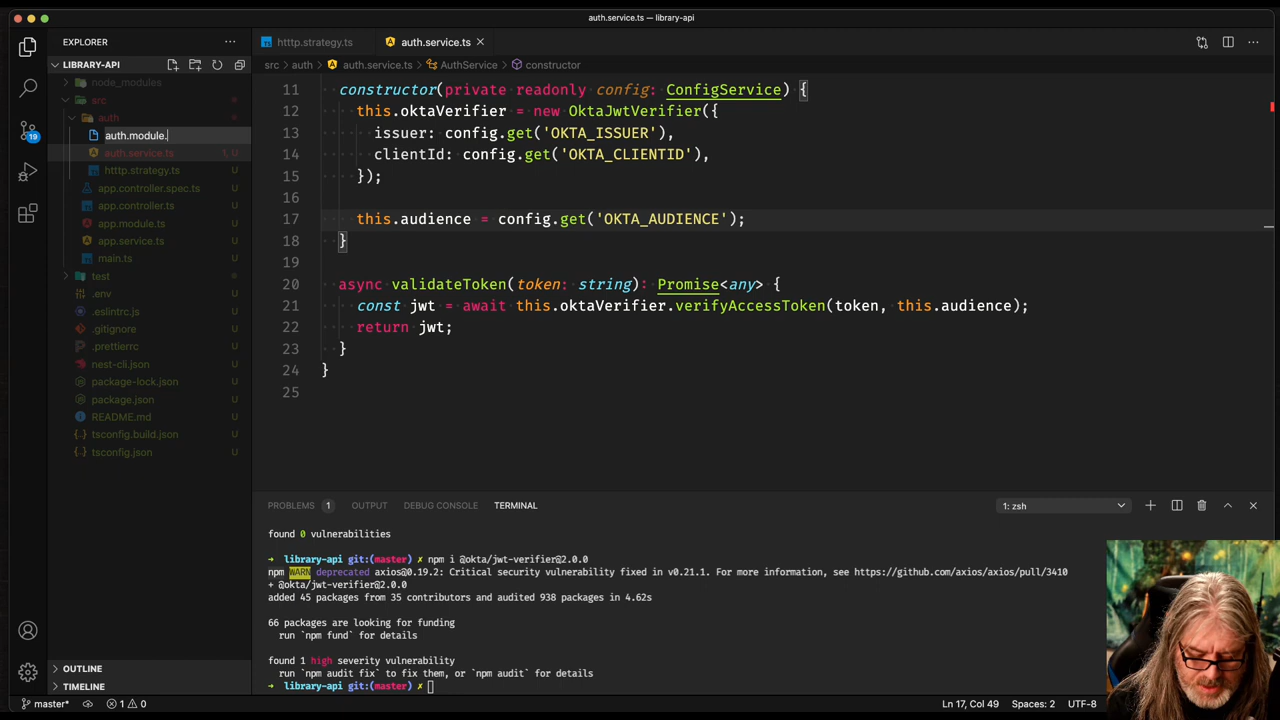 auth.service.ts — library-api
EXPLORER
htttp.strategy.ts
auth.service.ts
LIBRARY-API
src › auth › auth.service.ts › AuthService › constructor
node_modules
src
auth
auth.module.
auth.service.ts 1, U
htttp.strategy.ts U
app.controller.spec.ts U
app.controller.ts U
app.module.ts U
app.service.ts U
main.ts U
test
.env U
.eslintrc.js U
.gitignore U
.prettierrc U
nest-cli.json U
package-lock.json U
package.json U
README.md U
tsconfig.build.json U
tsconfig.json U
OUTLINE
TIMELINE
19
11 constructor(private readonly config: ConfigService) {
12 this.oktaVerifier = new OktaJwtVerifier({
13 issuer: config.get('OKTA_ISSUER'),
14 clientId: config.get('OKTA_CLIENTID'),
15 });
16
17 this.audience = config.get('OKTA_AUDIENCE');
18 }
19
20 async validateToken(token: string): Promise<any> {
21 const jwt = await this.oktaVerifier.verifyAccessToken(token, this.audience);
22 return jwt;
23 }
24 }
25
PROBLEMS 1 OUTPUT DEBUG CONSOLE TERMINAL 1: zsh
found 0 vulnerabilities
➜ library-api git:(master) ✗ npm i @okta/jwt-verifier@2.0.0
npm WARN deprecated axios@0.19.2: Critical security vulnerability fixed in v0.21.1. For more information, see https://github.com/axios/axios/pull/3410
+ @okta/jwt-verifier@2.0.0
added 45 packages from 35 contributors and audited 938 packages in 4.62s
66 packages are looking for funding
run `npm fund` for details
found 1 high severity vulnerability
run `npm audit fix` to fix them, or `npm audit` for details
➜ library-api git:(master) ✗
master* 1 0 Ln 17, Col 49 Spaces: 2 UTF-8